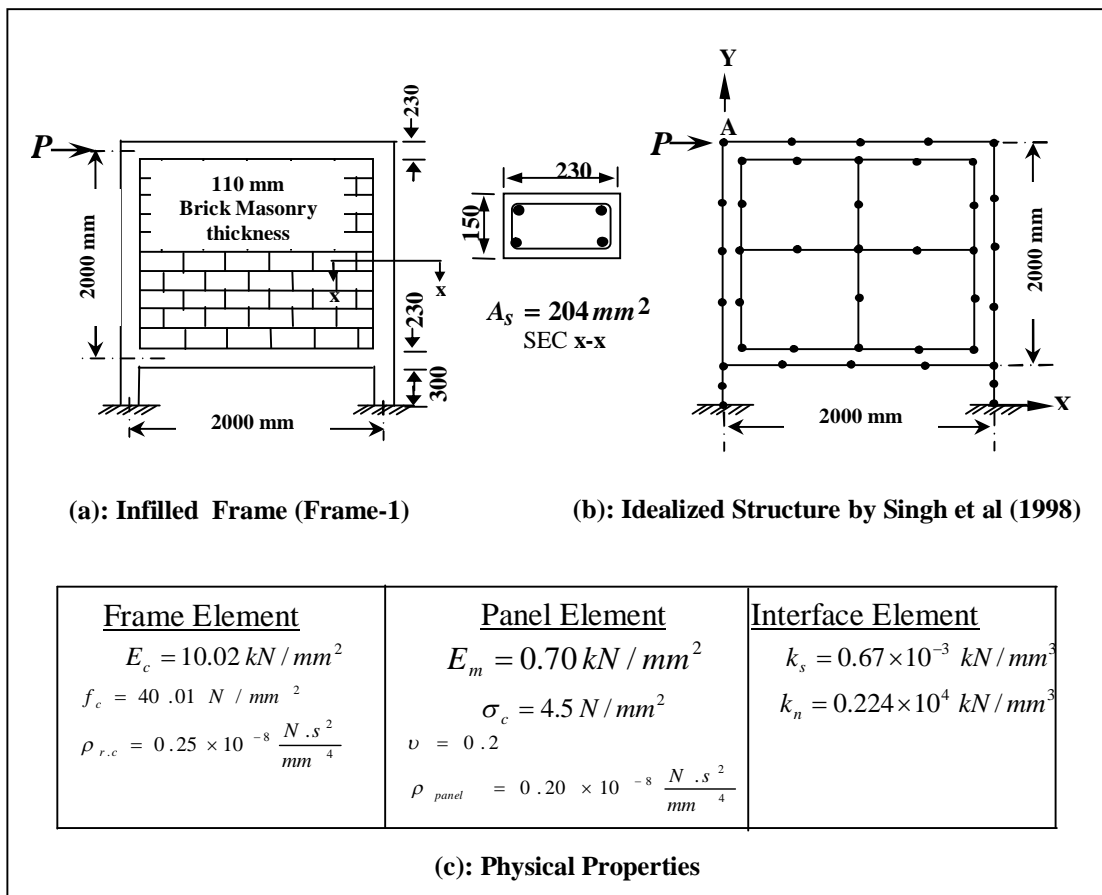 P
230
2000 mm
110 mm
Brick Masonry
thickness
x
x
230
300
2000 mm
(a): Infilled Frame (Frame-1)
230
150
A_s = 204 mm^2
SEC x-x
Y
P
A
2000 mm
X
2000 mm
(b): Idealized Structure by Singh et al (1998)
Frame Element
E_c = 10.02 kN / mm^2
f_c = 40 .01 N / mm ^2
ρ_r.c = 0 .25 × 10 ^-8 N .s ^2 / mm ^4
Panel Element
E_m = 0.70 kN / mm^2
σ_c = 4.5 N / mm^2
υ = 0 .2
ρ_panel = 0 .20 × 10 ^-8 N .s ^2 / mm ^4
Interface Element
k_s = 0.67×10^-3 kN / mm^3
k_n = 0.224×10^4 kN / mm^3
(c): Physical Properties